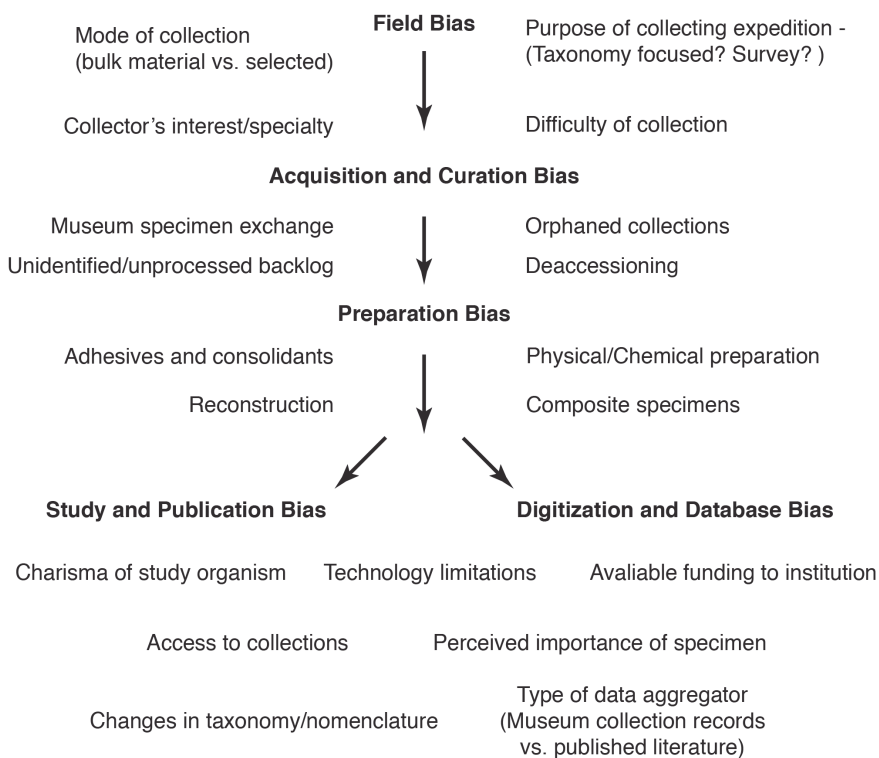 Field Bias
Mode of collection
(bulk material vs. selected)
Purpose of collecting expedition -
(Taxonomy focused? Survey? )
Collector's interest/specialty
Difficulty of collection
Acquisition and Curation Bias
Museum specimen exchange
Orphaned collections
Unidentified/unprocessed backlog
Deaccessioning
Preparation Bias
Adhesives and consolidants
Physical/Chemical preparation
Reconstruction
Composite specimens
Study and Publication Bias
Digitization and Database Bias
Charisma of study organism
Technology limitations
Avaliable funding to institution
Access to collections
Perceived importance of specimen
Changes in taxonomy/nomenclature
Type of data aggregator
(Museum collection records
vs. published literature)